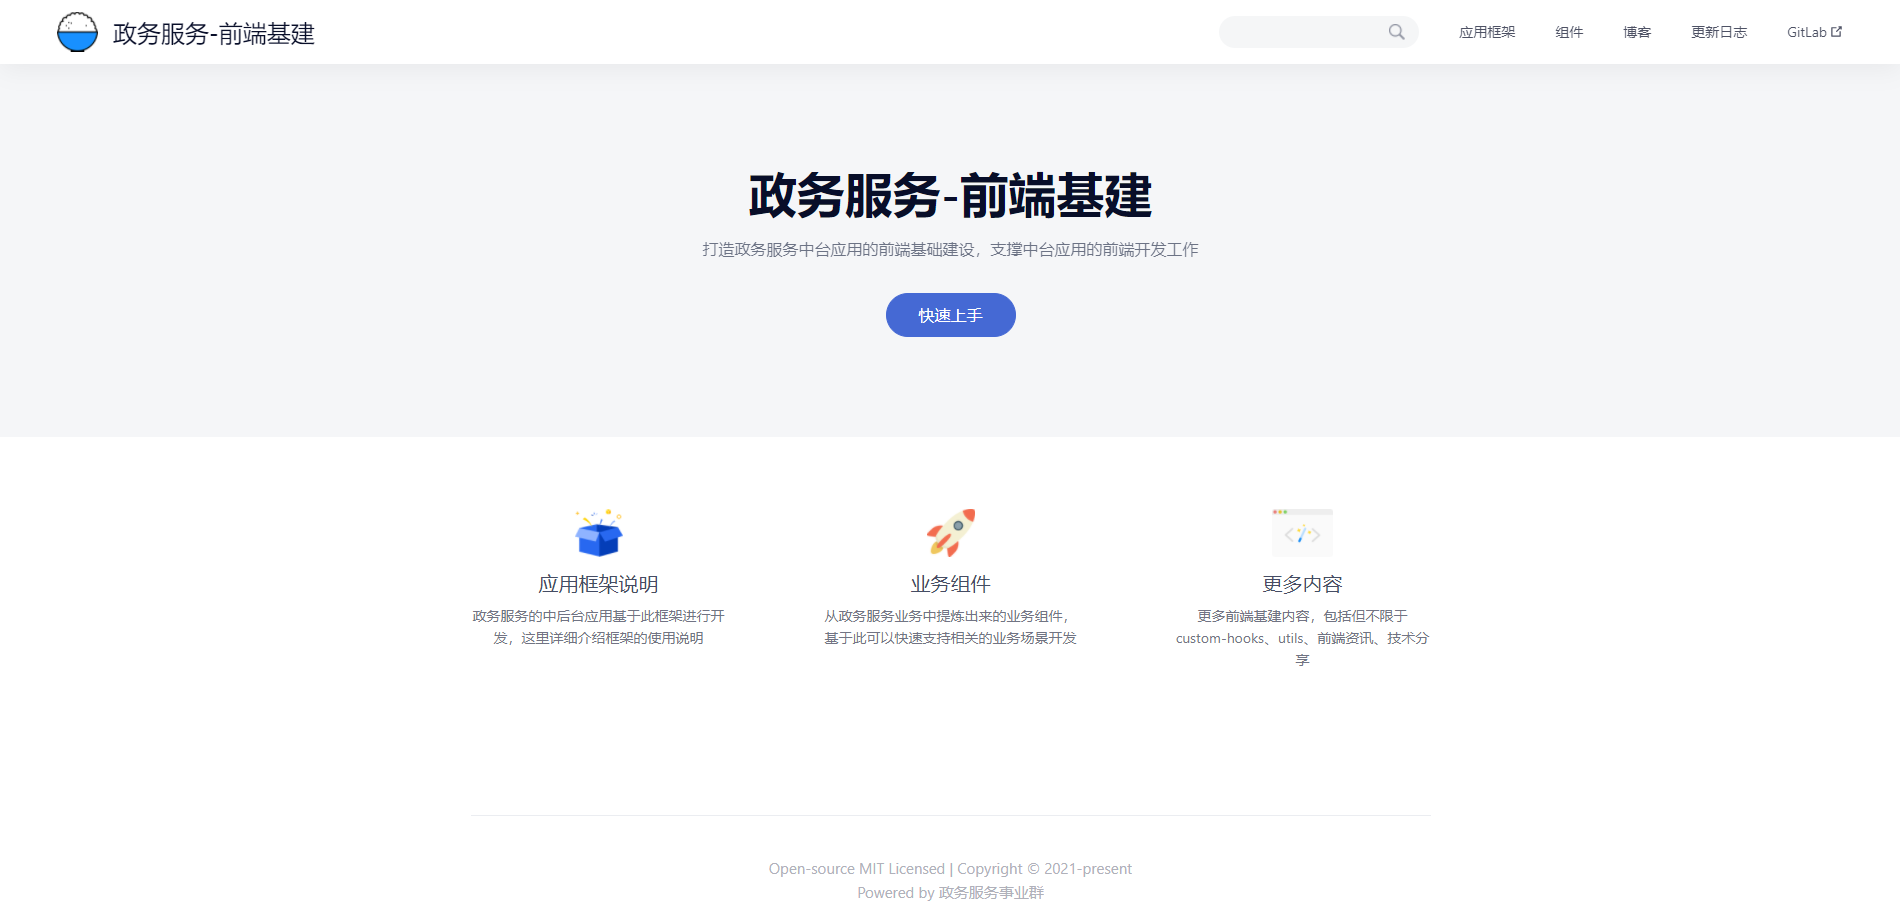 政务服务-前端基建
应用框架 组件 博客 更新日志 GitLab
政务服务-前端基建
打造政务服务中台应用的前端基础建设，支撑中台应用的前端开发工作
快速上手
应用框架说明
政务服务的中后台应用基于此框架进行开
发，这里详细介绍框架的使用说明
业务组件
从政务服务业务中提炼出来的业务组件，
基于此可以快速支持相关的业务场景开发
更多内容
更多前端基建内容，包括但不限于
custom-hooks、utils、前端资讯、技术分
享
Open-source MIT Licensed | Copyright © 2021-present
Powered by 政务服务事业群